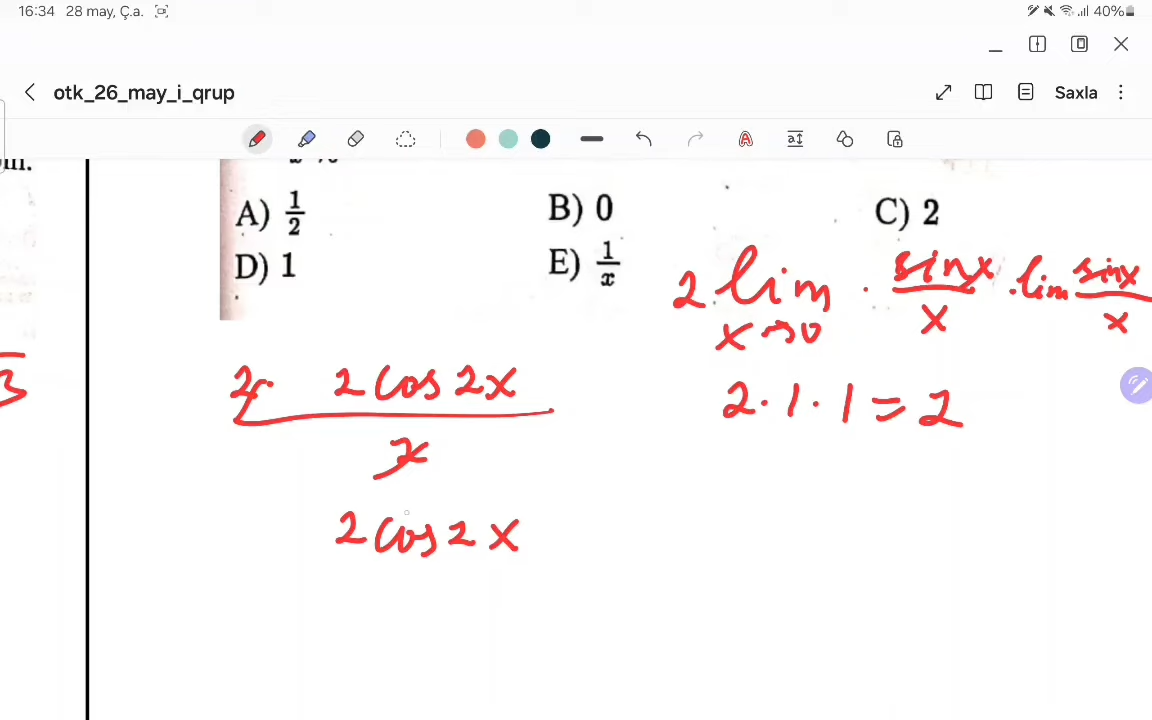 16:34 28 may, Ç.a. 40%
otk_26_may_i_qrup Saxla
A) 1/2 B) 0 C) 2
D) 1 E) 1/x
2 lim x→0 · sinx/x · lim sinx/x
2 · 1 · 1 = 2
2 cos 2x
x
2 cos 2x
3